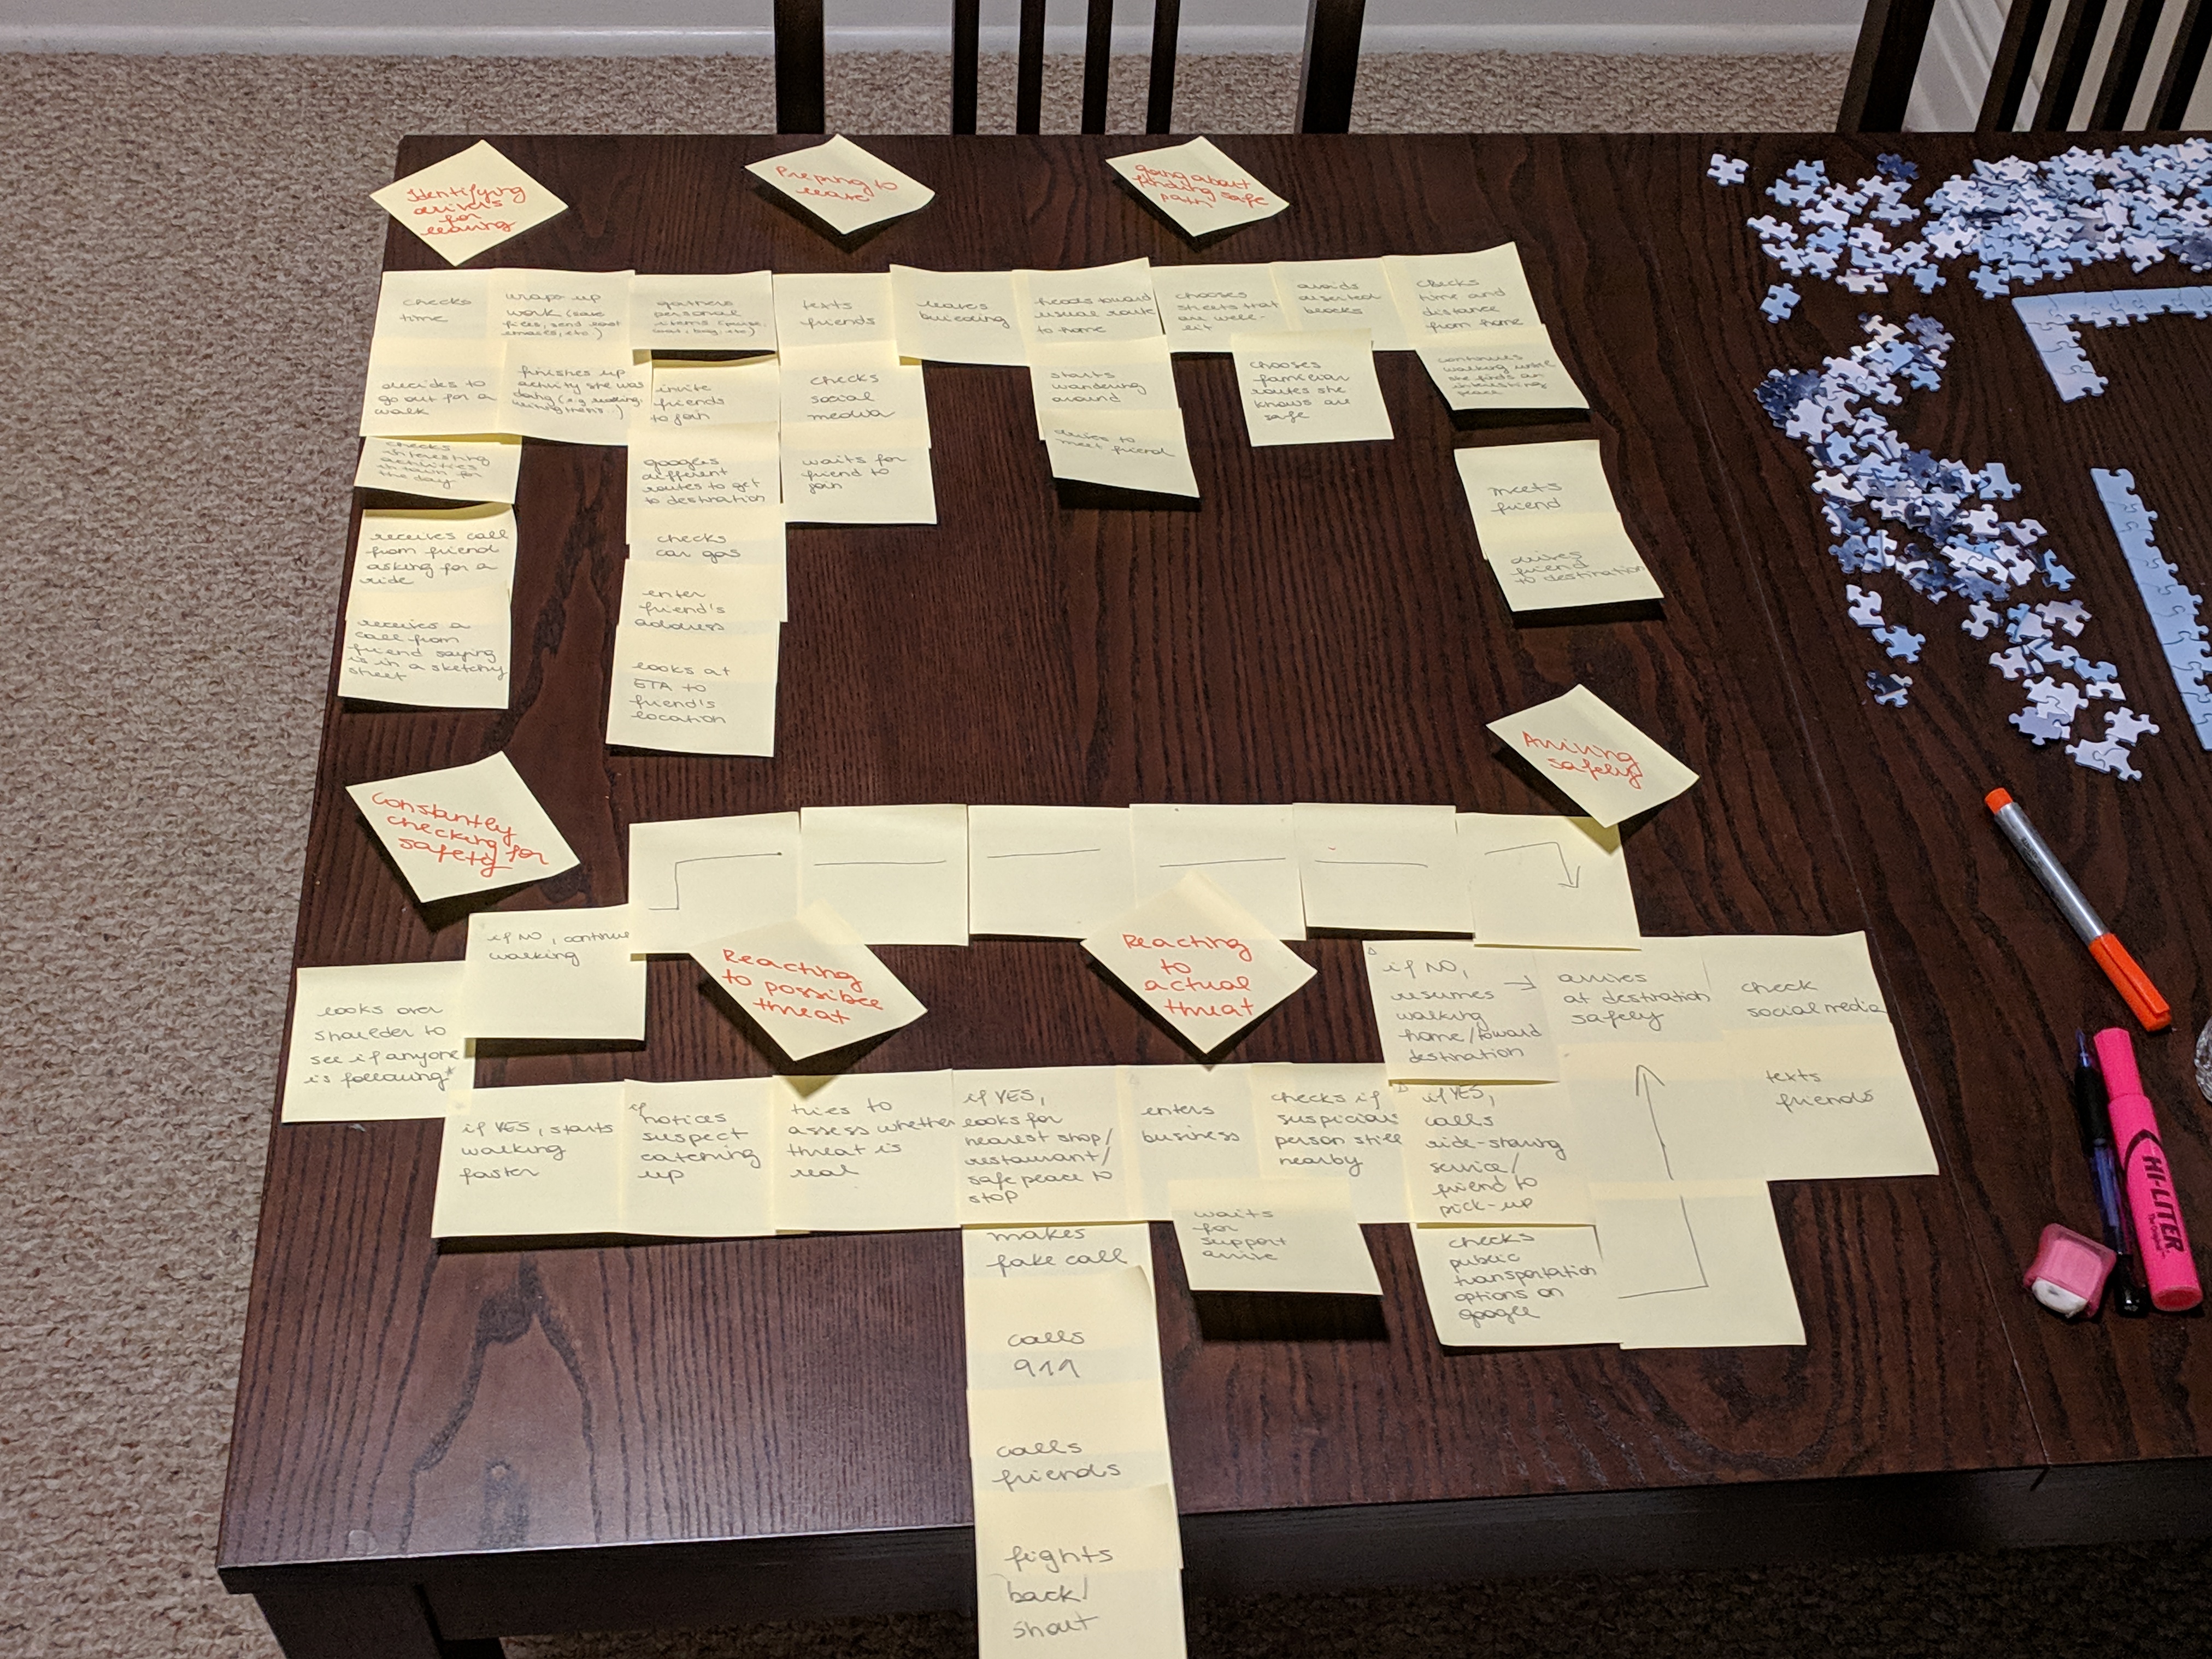 Identifying
drivers
for
leaving
Preping to
leave
going about
finding safe
path
checks
time
wraps up
work (save
files, send last
emails, etc.)
gathers
personal
items (purse,
coat, bag, etc)
texts
friends
leaves
building
heads toward
usual route
to home
chooses
streets that
are well-
lit
avoids
deserted
blocks
checks
time and
distance
from home
decides to
go out for a
walk
finishes up
activity she was
doing (e.g. walking,
invite
friends
to join
checks
social
media
starts
wandering
around
chooses
familiar
routes she
knows are
safe
continues
walking until
she finds an
interesting
place
checks
interesting
activities
in town for
the day
googles
different
routes to get
to destination
waits for
friend to
join
drives to
meet friend
meets
friend
receives call
from friend
asking for a
ride
checks
car gas
drives
friend
to destination
receives a
call from
friend saying
is in a sketchy
street
enter
friend's
address
looks at
ETA to
friend's
location
Arriving
safely
Constantly
checking
safety for
if NO, continue
walking
Reacting
to possible
threat
Reacting
to
actual
threat
looks over
shoulder to
see if anyone
is following*
if NO,
resumes
walking
home/toward
destination
arrives
at destination
safely
check
social media
texts
friends
if YES, starts
walking
faster
if
notices
suspect
catching
up
tries to
assess whether
threat is
real
if YES,
looks for
nearest shop/
restaurant/
safe peace to
stop
enters
business
checks if
suspicious
person still
nearby
if YES,
calls
ride-sharing
service/
friend to
pick-up
makes
fake call
waits
for
support
arrive
checks
public
transportation
options on
google
calls
911
calls
friends
fights
back/
shout
HI-LITER